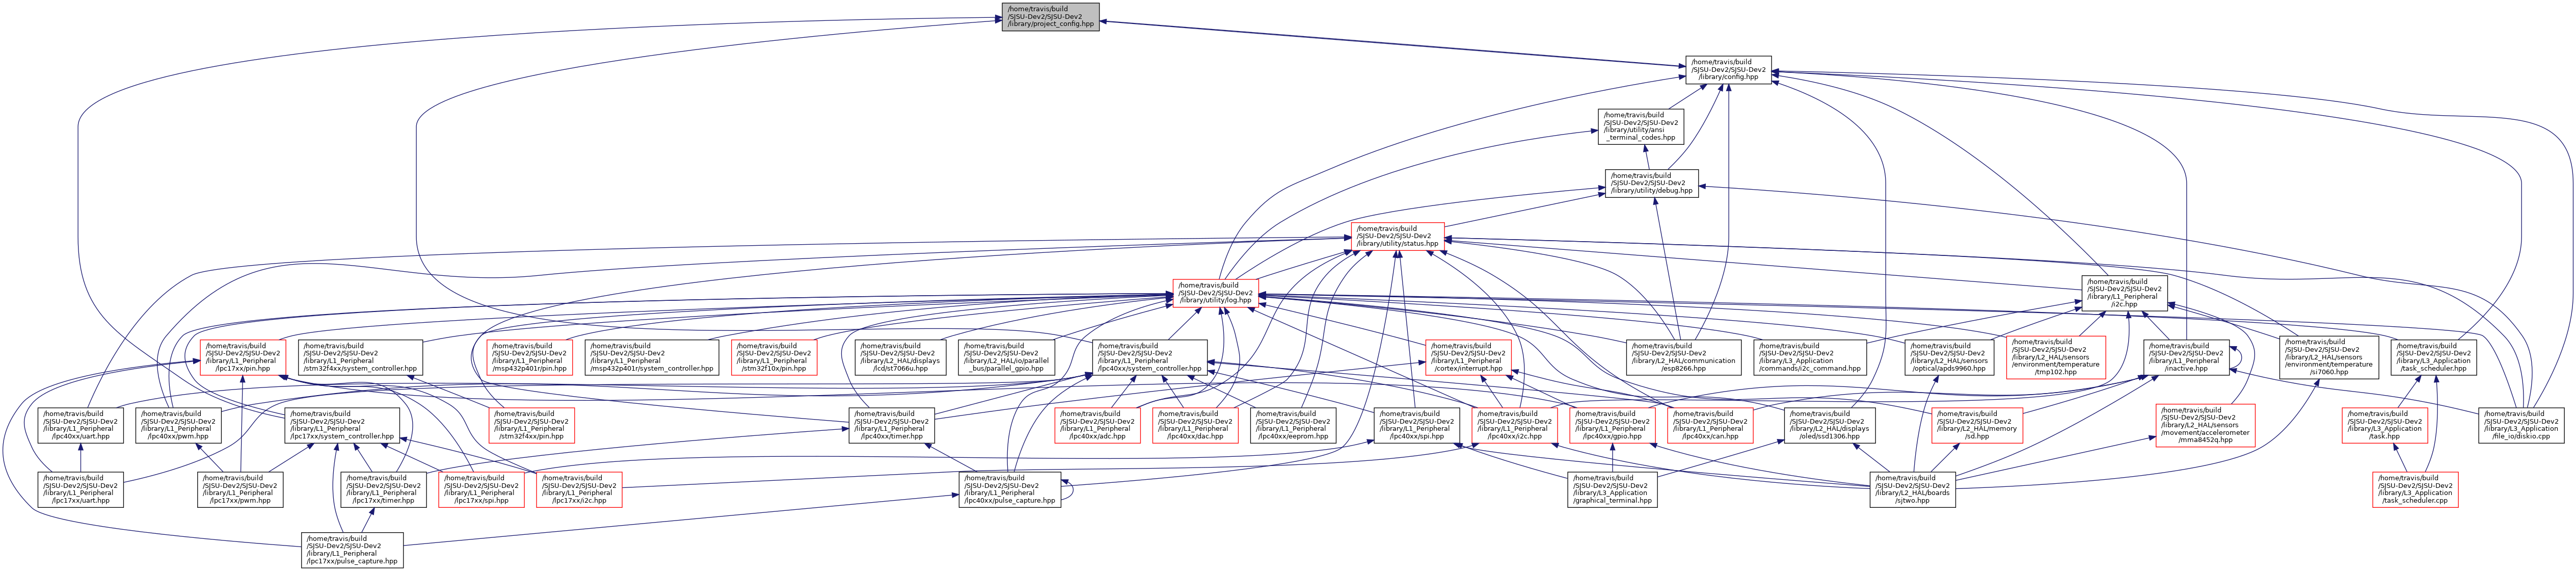 /home/travis/build
/SJSU-Dev2/SJSU-Dev2
/library/project_config.hpp
/home/travis/build
/SJSU-Dev2/SJSU-Dev2
/library/config.hpp
/home/travis/build
/SJSU-Dev2/SJSU-Dev2
/library/utility/ansi
_terminal_codes.hpp
/home/travis/build
/SJSU-Dev2/SJSU-Dev2
/library/utility/debug.hpp
/home/travis/build
/SJSU-Dev2/SJSU-Dev2
/library/utility/status.hpp
/home/travis/build
/SJSU-Dev2/SJSU-Dev2
/library/utility/log.hpp
/home/travis/build
/SJSU-Dev2/SJSU-Dev2
/library/L1_Peripheral
/i2c.hpp
/home/travis/build
/SJSU-Dev2/SJSU-Dev2
/library/L1_Peripheral
/lpc17xx/pin.hpp
/home/travis/build
/SJSU-Dev2/SJSU-Dev2
/library/L1_Peripheral
/stm32f4xx/system_controller.hpp
/home/travis/build
/SJSU-Dev2/SJSU-Dev2
/library/L1_Peripheral
/msp432p401r/pin.hpp
/home/travis/build
/SJSU-Dev2/SJSU-Dev2
/library/L1_Peripheral
/msp432p401r/system_controller.hpp
/home/travis/build
/SJSU-Dev2/SJSU-Dev2
/library/L1_Peripheral
/stm32f10x/pin.hpp
/home/travis/build
/SJSU-Dev2/SJSU-Dev2
/library/L2_HAL/displays
/lcd/st7066u.hpp
/home/travis/build
/SJSU-Dev2/SJSU-Dev2
/library/L2_HAL/io/parallel
_bus/parallel_gpio.hpp
/home/travis/build
/SJSU-Dev2/SJSU-Dev2
/library/L1_Peripheral
/lpc40xx/system_controller.hpp
/home/travis/build
/SJSU-Dev2/SJSU-Dev2
/library/L1_Peripheral
/cortex/interrupt.hpp
/home/travis/build
/SJSU-Dev2/SJSU-Dev2
/library/L2_HAL/communication
/esp8266.hpp
/home/travis/build
/SJSU-Dev2/SJSU-Dev2
/library/L3_Application
/commands/i2c_command.hpp
/home/travis/build
/SJSU-Dev2/SJSU-Dev2
/library/L2_HAL/sensors
/optical/apds9960.hpp
/home/travis/build
/SJSU-Dev2/SJSU-Dev2
/library/L2_HAL/sensors
/environment/temperature
/tmp102.hpp
/home/travis/build
/SJSU-Dev2/SJSU-Dev2
/library/L1_Peripheral
/inactive.hpp
/home/travis/build
/SJSU-Dev2/SJSU-Dev2
/library/L2_HAL/sensors
/environment/temperature
/si7060.hpp
/home/travis/build
/SJSU-Dev2/SJSU-Dev2
/library/L3_Application
/task_scheduler.hpp
/home/travis/build
/SJSU-Dev2/SJSU-Dev2
/library/L1_Peripheral
/lpc40xx/uart.hpp
/home/travis/build
/SJSU-Dev2/SJSU-Dev2
/library/L1_Peripheral
/lpc40xx/pwm.hpp
/home/travis/build
/SJSU-Dev2/SJSU-Dev2
/library/L1_Peripheral
/lpc17xx/system_controller.hpp
/home/travis/build
/SJSU-Dev2/SJSU-Dev2
/library/L1_Peripheral
/stm32f4xx/pin.hpp
/home/travis/build
/SJSU-Dev2/SJSU-Dev2
/library/L1_Peripheral
/lpc40xx/timer.hpp
/home/travis/build
/SJSU-Dev2/SJSU-Dev2
/library/L1_Peripheral
/lpc40xx/adc.hpp
/home/travis/build
/SJSU-Dev2/SJSU-Dev2
/library/L1_Peripheral
/lpc40xx/dac.hpp
/home/travis/build
/SJSU-Dev2/SJSU-Dev2
/library/L1_Peripheral
/lpc40xx/eeprom.hpp
/home/travis/build
/SJSU-Dev2/SJSU-Dev2
/library/L1_Peripheral
/lpc40xx/spi.hpp
/home/travis/build
/SJSU-Dev2/SJSU-Dev2
/library/L1_Peripheral
/lpc40xx/i2c.hpp
/home/travis/build
/SJSU-Dev2/SJSU-Dev2
/library/L1_Peripheral
/lpc40xx/gpio.hpp
/home/travis/build
/SJSU-Dev2/SJSU-Dev2
/library/L1_Peripheral
/lpc40xx/can.hpp
/home/travis/build
/SJSU-Dev2/SJSU-Dev2
/library/L2_HAL/displays
/oled/ssd1306.hpp
/home/travis/build
/SJSU-Dev2/SJSU-Dev2
/library/L2_HAL/memory
/sd.hpp
/home/travis/build
/SJSU-Dev2/SJSU-Dev2
/library/L2_HAL/sensors
/movement/accelerometer
/mma8452q.hpp
/home/travis/build
/SJSU-Dev2/SJSU-Dev2
/library/L3_Application
/task.hpp
/home/travis/build
/SJSU-Dev2/SJSU-Dev2
/library/L3_Application
/file_io/diskio.cpp
/home/travis/build
/SJSU-Dev2/SJSU-Dev2
/library/L1_Peripheral
/lpc17xx/uart.hpp
/home/travis/build
/SJSU-Dev2/SJSU-Dev2
/library/L1_Peripheral
/lpc17xx/pwm.hpp
/home/travis/build
/SJSU-Dev2/SJSU-Dev2
/library/L1_Peripheral
/lpc17xx/timer.hpp
/home/travis/build
/SJSU-Dev2/SJSU-Dev2
/library/L1_Peripheral
/lpc17xx/spi.hpp
/home/travis/build
/SJSU-Dev2/SJSU-Dev2
/library/L1_Peripheral
/lpc17xx/i2c.hpp
/home/travis/build
/SJSU-Dev2/SJSU-Dev2
/library/L1_Peripheral
/lpc40xx/pulse_capture.hpp
/home/travis/build
/SJSU-Dev2/SJSU-Dev2
/library/L3_Application
/graphical_terminal.hpp
/home/travis/build
/SJSU-Dev2/SJSU-Dev2
/library/L2_HAL/boards
/sjtwo.hpp
/home/travis/build
/SJSU-Dev2/SJSU-Dev2
/library/L3_Application
/task_scheduler.cpp
/home/travis/build
/SJSU-Dev2/SJSU-Dev2
/library/L1_Peripheral
/lpc17xx/pulse_capture.hpp